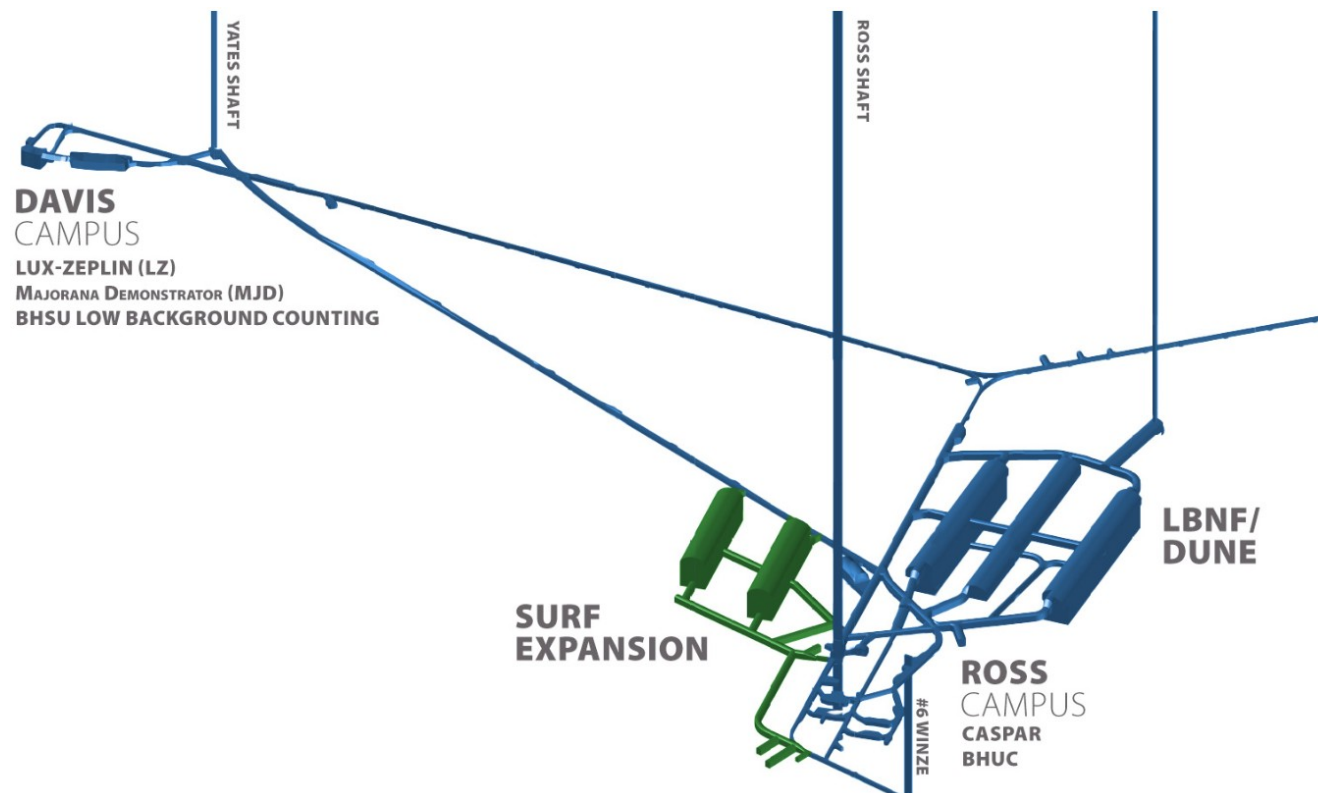 YATES SHAFT
ROSS SHAFT
DAVIS
CAMPUS
LUX-ZEPLIN (LZ)
MAJORANA DEMONSTRATOR (MJD)
BHSU LOW BACKGROUND COUNTING
LBNF/
DUNE
SURF
EXPANSION
ROSS
CAMPUS
CASPAR
BHUC
#6 WINZE